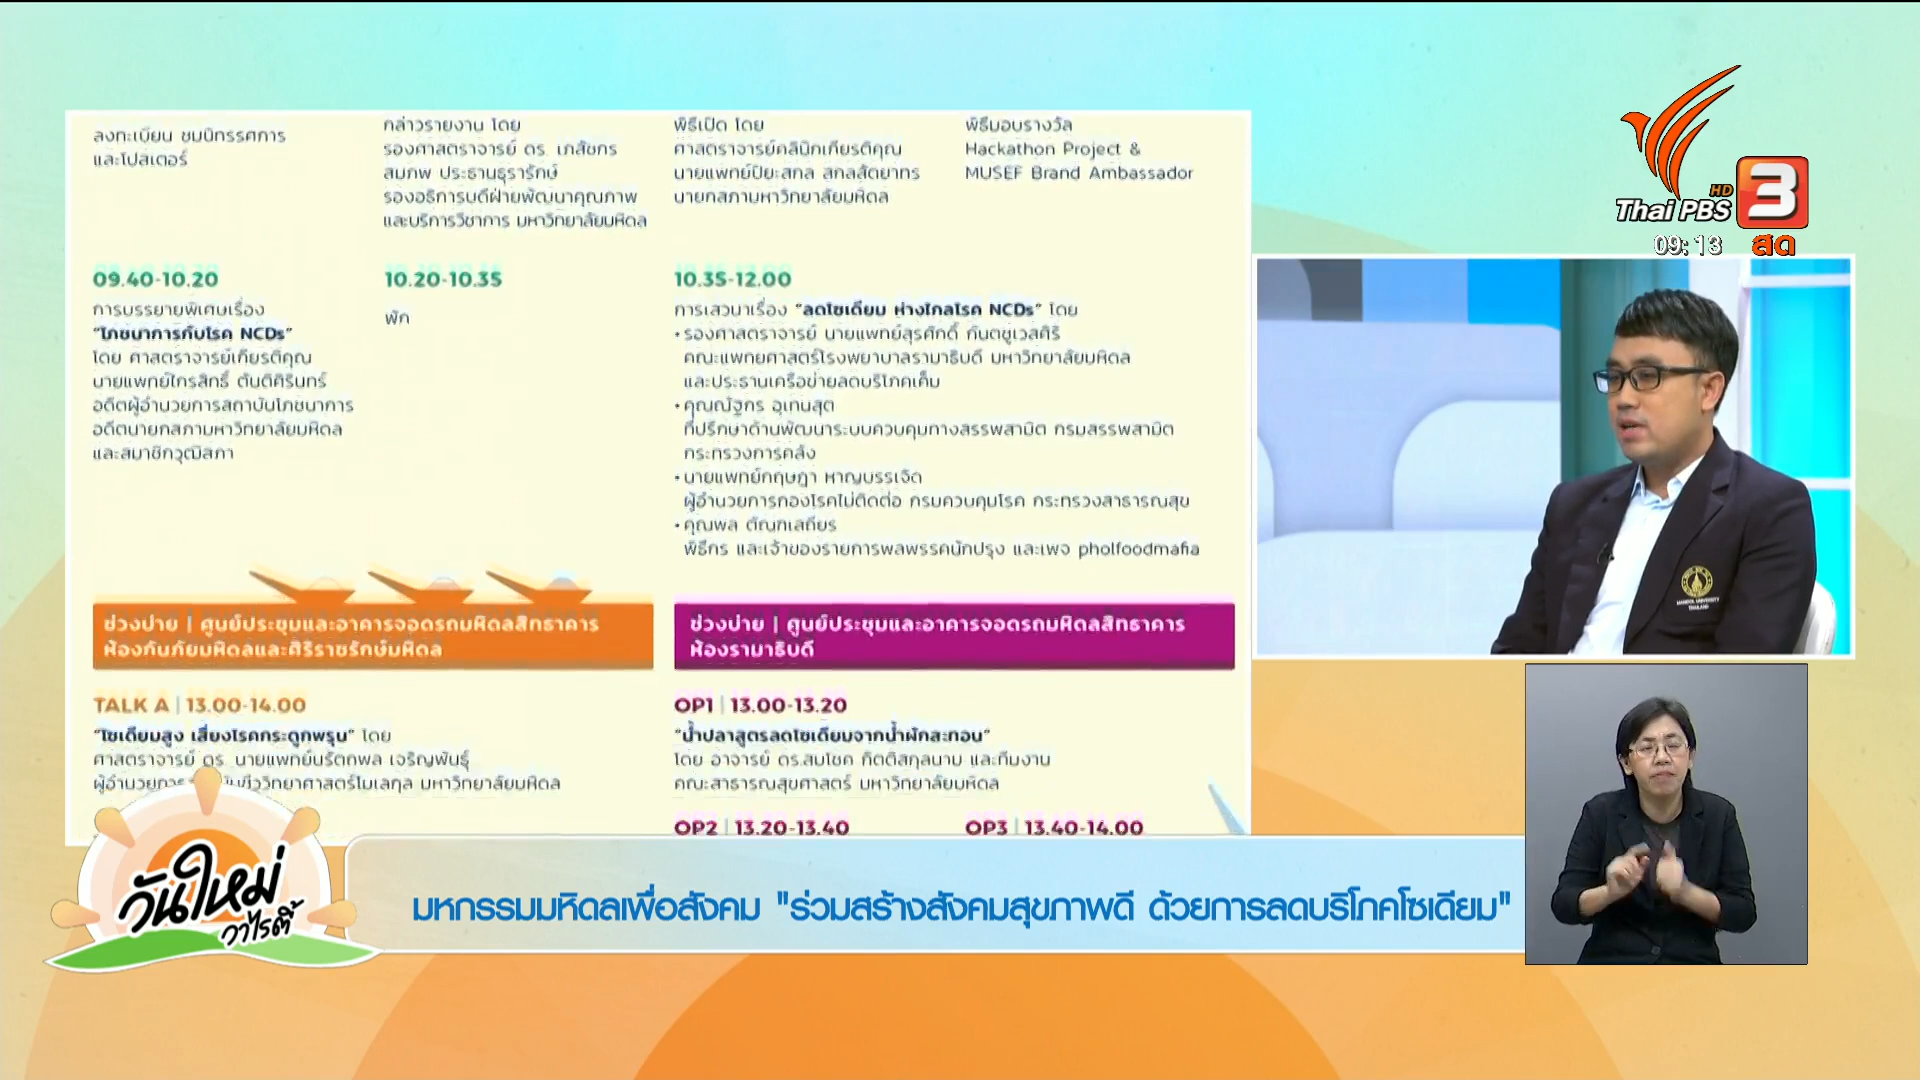 ลงทะเบียน ชมนิทรรศการ
และโปสเตอร์
กล่าวรายงาน โดย
รองศาสตราจารย์ ดร. เภสัชกร
สมภพ ประธานธุรารักษ์
รองอธิการบดีฝ่ายพัฒนาคุณภาพ
และบริการวิชาการ มหาวิทยาลัยมหิดล
พิธีเปิด โดย
ศาสตราจารย์คลินิกเกียรติคุณ
นายแพทย์ปิยะสกล สกลสัตยาทร
นายกสภามหาวิทยาลัยมหิดล
พิธีมอบรางวัล
Hackathon Project &
MUSEF Brand Ambassador
09.40-10.20
การบรรยายพิเศษเรื่อง
"โภชนาการกับโรค NCDs"
โดย ศาสตราจารย์เกียรติคุณ
นายแพทย์ไกรสิทธิ์ ตันติศิรินทร์
อดีตผู้อำนวยการสถาบันโภชนาการ
อดีตนายกสภามหาวิทยาลัยมหิดล
และสมาชิกวุฒิสภา
10.20-10.35
พัก
10.35-12.00
การเสวนาเรื่อง "ลดโซเดียม ห่างไกลโรค NCDs" โดย
• รองศาสตราจารย์ นายแพทย์สุรศักดิ์ กันตชูเวสศิริ
คณะแพทยศาสตร์โรงพยาบาลรามาธิบดี มหาวิทยาลัยมหิดล
และประธานเครือข่ายลดบริโภคเค็ม
• คุณณัฐกร อุเทนสุต
ที่ปรึกษาด้านพัฒนาระบบควบคุมทางสรรพสามิต กรมสรรพสามิต
กระทรวงการคลัง
• นายแพทย์กฤษฎา หาญบรรเจิด
ผู้อำนวยการกองโรคไม่ติดต่อ กรมควบคุมโรค กระทรวงสาธารณสุข
• คุณพล ตัณฑเสถียร
พิธีกร และเจ้าของรายการพลพรรคนักปรุง และเพจ pholfoodmafia
ช่วงบ่าย | ศูนย์ประชุมและอาคารจอดรถมหิดลสิทธาคาร
ห้องกันภัยมหิดลและศิริราชรักษ์มหิดล
TALK A | 13.00-14.00
"โซเดียมสูง เสี่ยงโรคกระดูกพรุน" โดย
ศาสตราจารย์ ดร. นายแพทย์นรัตถพล เจริญพันธุ์
ผู้อำนวยการ ชีววิทยาศาสตร์โมเลกุล มหาวิทยาลัยมหิดล
ช่วงบ่าย | ศูนย์ประชุมและอาคารจอดรถมหิดลสิทธาคาร
ห้องรามาธิบดี
OP1 | 13.00-13.20
"น้ำปลาสูตรลดโซเดียมจากน้ำผักสะทอน"
โดย อาจารย์ ดร.สมโชค กิตติสกุลนาม และทีมงาน
คณะสาธารณสุขศาสตร์ มหาวิทยาลัยมหิดล
OP2 | 13.20-13.40
OP3 | 13.40-14.00
Thai PBS HD 3
09:13 สด
MAHIDOL UNIVERSITY
THAILAND
วันใหม่
วาไรตี้
มหกรรมมหิดลเพื่อสังคม "ร่วมสร้างสังคมสุขภาพดี ด้วยการลดบริโภคโซเดียม"